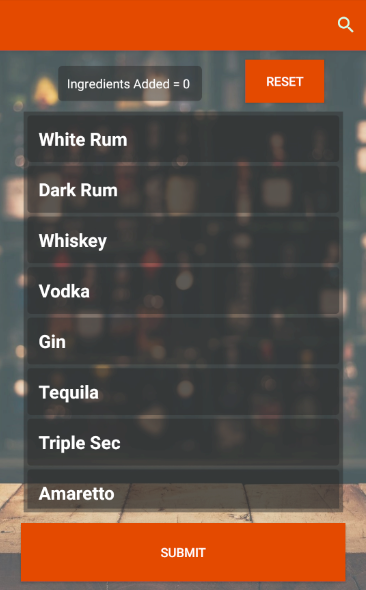 Ingredients Added = 0
RESET
White Rum
Dark Rum
Whiskey
Vodka
Gin
Tequila
Triple Sec
Amaretto
SUBMIT